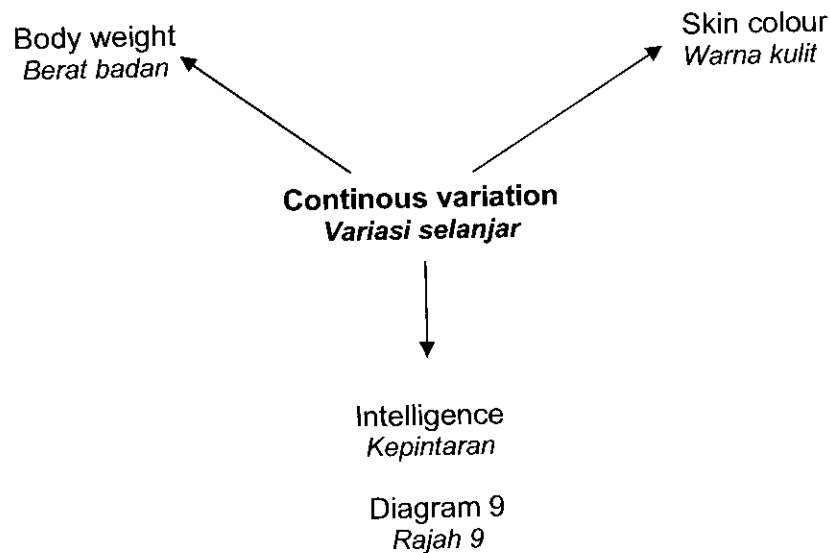 Body weight
Berat badan
Skin colour
Warna kulit
Continous variation
Variasi selanjar
Intelligence
Kepintaran
Diagram 9
Rajah 9